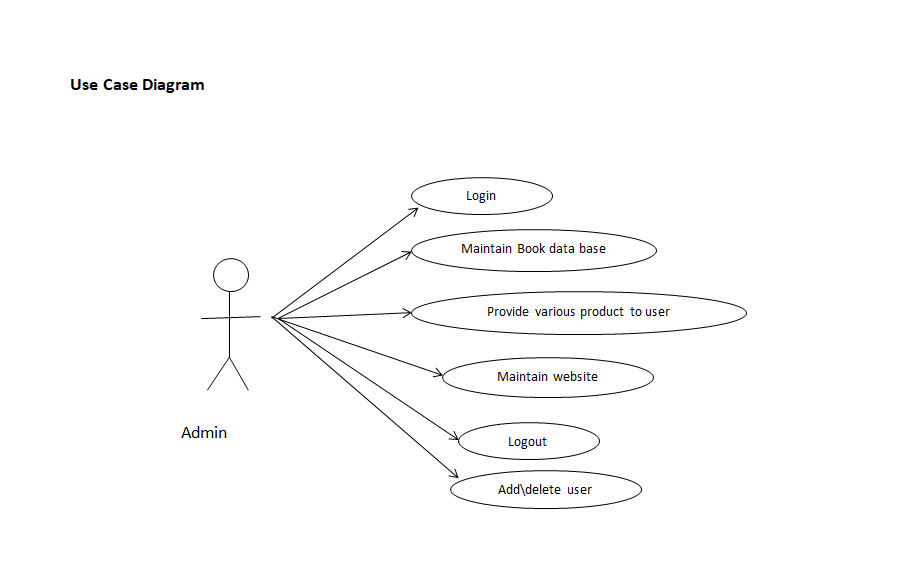 Use Case Diagram
Login
Maintain Book data base
Provide various product to user
Maintain website
Admin
Logout
Add\delete user